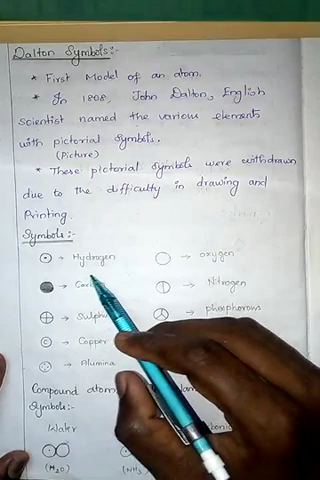 Dalton Symbols:-
* First Model of an atom.
* In 1808, John Dalton, English
scientist named the various elements
with pictorial symbols.
(Picture)
* These pictorial symbols were withdrawn
due to the difficulty in drawing and
Printing.
Symbols:-
→ Hydrogen → oxygen
→ → Nitrogen
→ → phosphorous
→ Copper
→ Alumina
Compound atom
Symbols:
Water
(H₂O) (NH₃)